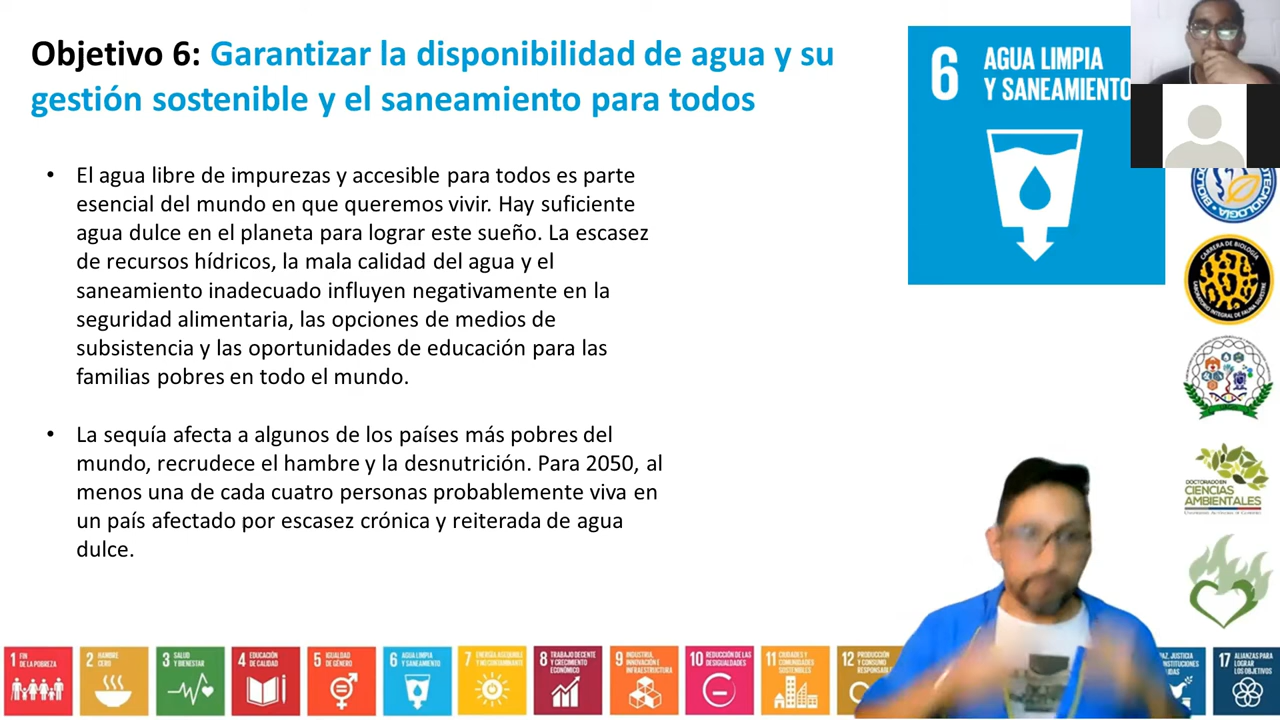 Objetivo 6: Garantizar la disponibilidad de agua y su
gestión sostenible y el saneamiento para todos
6 AGUA LIMPIA
Y SANEAMIENTO
• El agua libre de impurezas y accesible para todos es parte
esencial del mundo en que queremos vivir. Hay suficiente
agua dulce en el planeta para lograr este sueño. La escasez
de recursos hídricos, la mala calidad del agua y el
saneamiento inadecuado influyen negativamente en la
seguridad alimentaria, las opciones de medios de
subsistencia y las oportunidades de educación para las
familias pobres en todo el mundo.
• La sequía afecta a algunos de los países más pobres del
mundo, recrudece el hambre y la desnutrición. Para 2050, al
menos una de cada cuatro personas probablemente viva en
un país afectado por escasez crónica y reiterada de agua
dulce.
CARRERA DE BIOLOGÍA
LABORATORIO INTEGRAL DE FAUNA SILVESTRE
DOCTORADO EN
CIENCIAS
AMBIENTALES
1 FIN
DE LA POBREZA
2 HAMBRE
CERO
3 SALUD
Y BIENESTAR
4 EDUCACIÓN
DE CALIDAD
5 IGUALDAD
DE GÉNERO
6 AGUA LIMPIA
Y SANEAMIENTO
7 ENERGÍA ASEQUIBLE
Y NO CONTAMINANTE
8 TRABAJO DECENTE
Y CRECIMIENTO
ECONÓMICO
9 INDUSTRIA,
INNOVACIÓN E
INFRAESTRUCTURA
10 REDUCCIÓN DE LAS
DESIGUALDADES
11 CIUDADES Y
COMUNIDADES
SOSTENIBLES
12 PRODUCCIÓN
Y CONSUMO
RESPONSABLE
PAZ, JUSTICIA
17 ALIANZAS PARA
LOGRAR
LOS OBJETIVOS